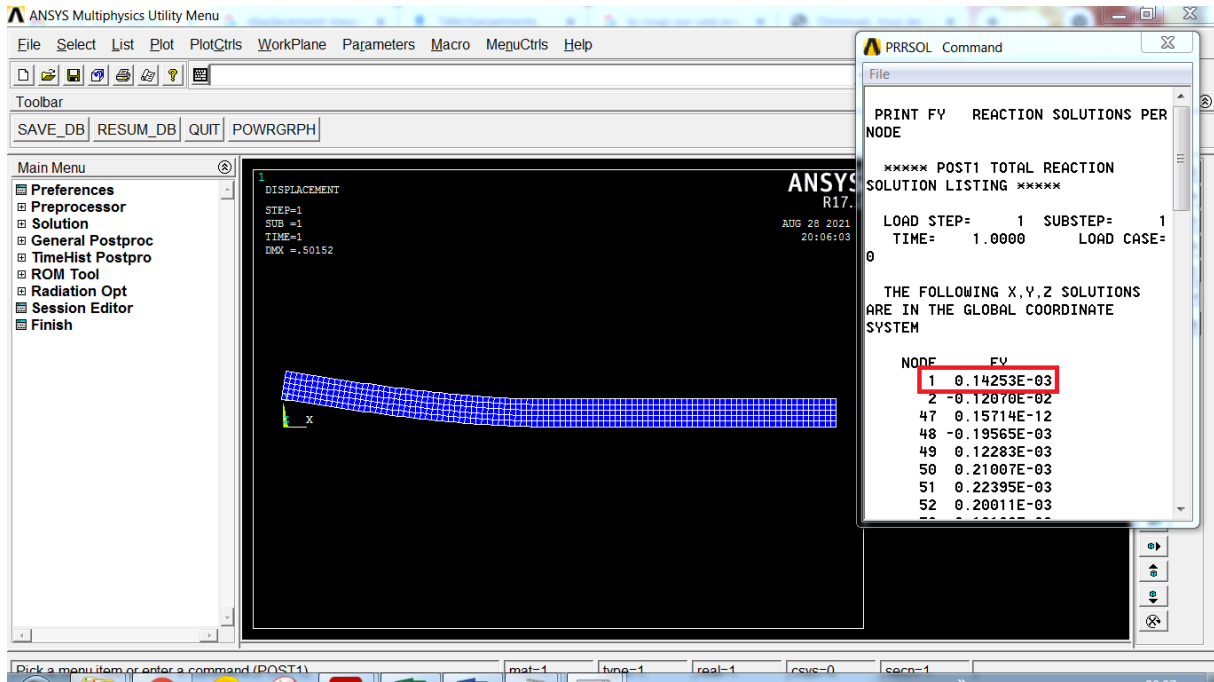 ANSYS Multiphysics Utility Menu
File Select List Plot PlotCtrls WorkPlane Parameters Macro MenuCtrls Help
Toolbar
SAVE_DB RESUM_DB QUIT POWRGRPH
Main Menu
Preferences
Preprocessor
Solution
General Postproc
TimeHist Postpro
ROM Tool
Radiation Opt
Session Editor
Finish
1
DISPLACEMENT
STEP=1
SUB =1
TIME=1
DMX =.50152
ANSYS
R17.
AUG 28 2021
20:06:03
X
PRRSOL Command
File
PRINT FY REACTION SOLUTIONS PER
NODE
***** POST1 TOTAL REACTION
SOLUTION LISTING *****
LOAD STEP= 1 SUBSTEP= 1
TIME= 1.0000 LOAD CASE=
0
THE FOLLOWING X,Y,Z SOLUTIONS
ARE IN THE GLOBAL COORDINATE
SYSTEM
NODE FY
1 0.14253E-03
2 -0.12070E-02
47 0.15714E-12
48 -0.19565E-03
49 0.12283E-03
50 0.21007E-03
51 0.22395E-03
52 0.20011E-03
Pick a menu item or enter a command (POST1) mat=1 type=1 real=1 csys=0 secn=1